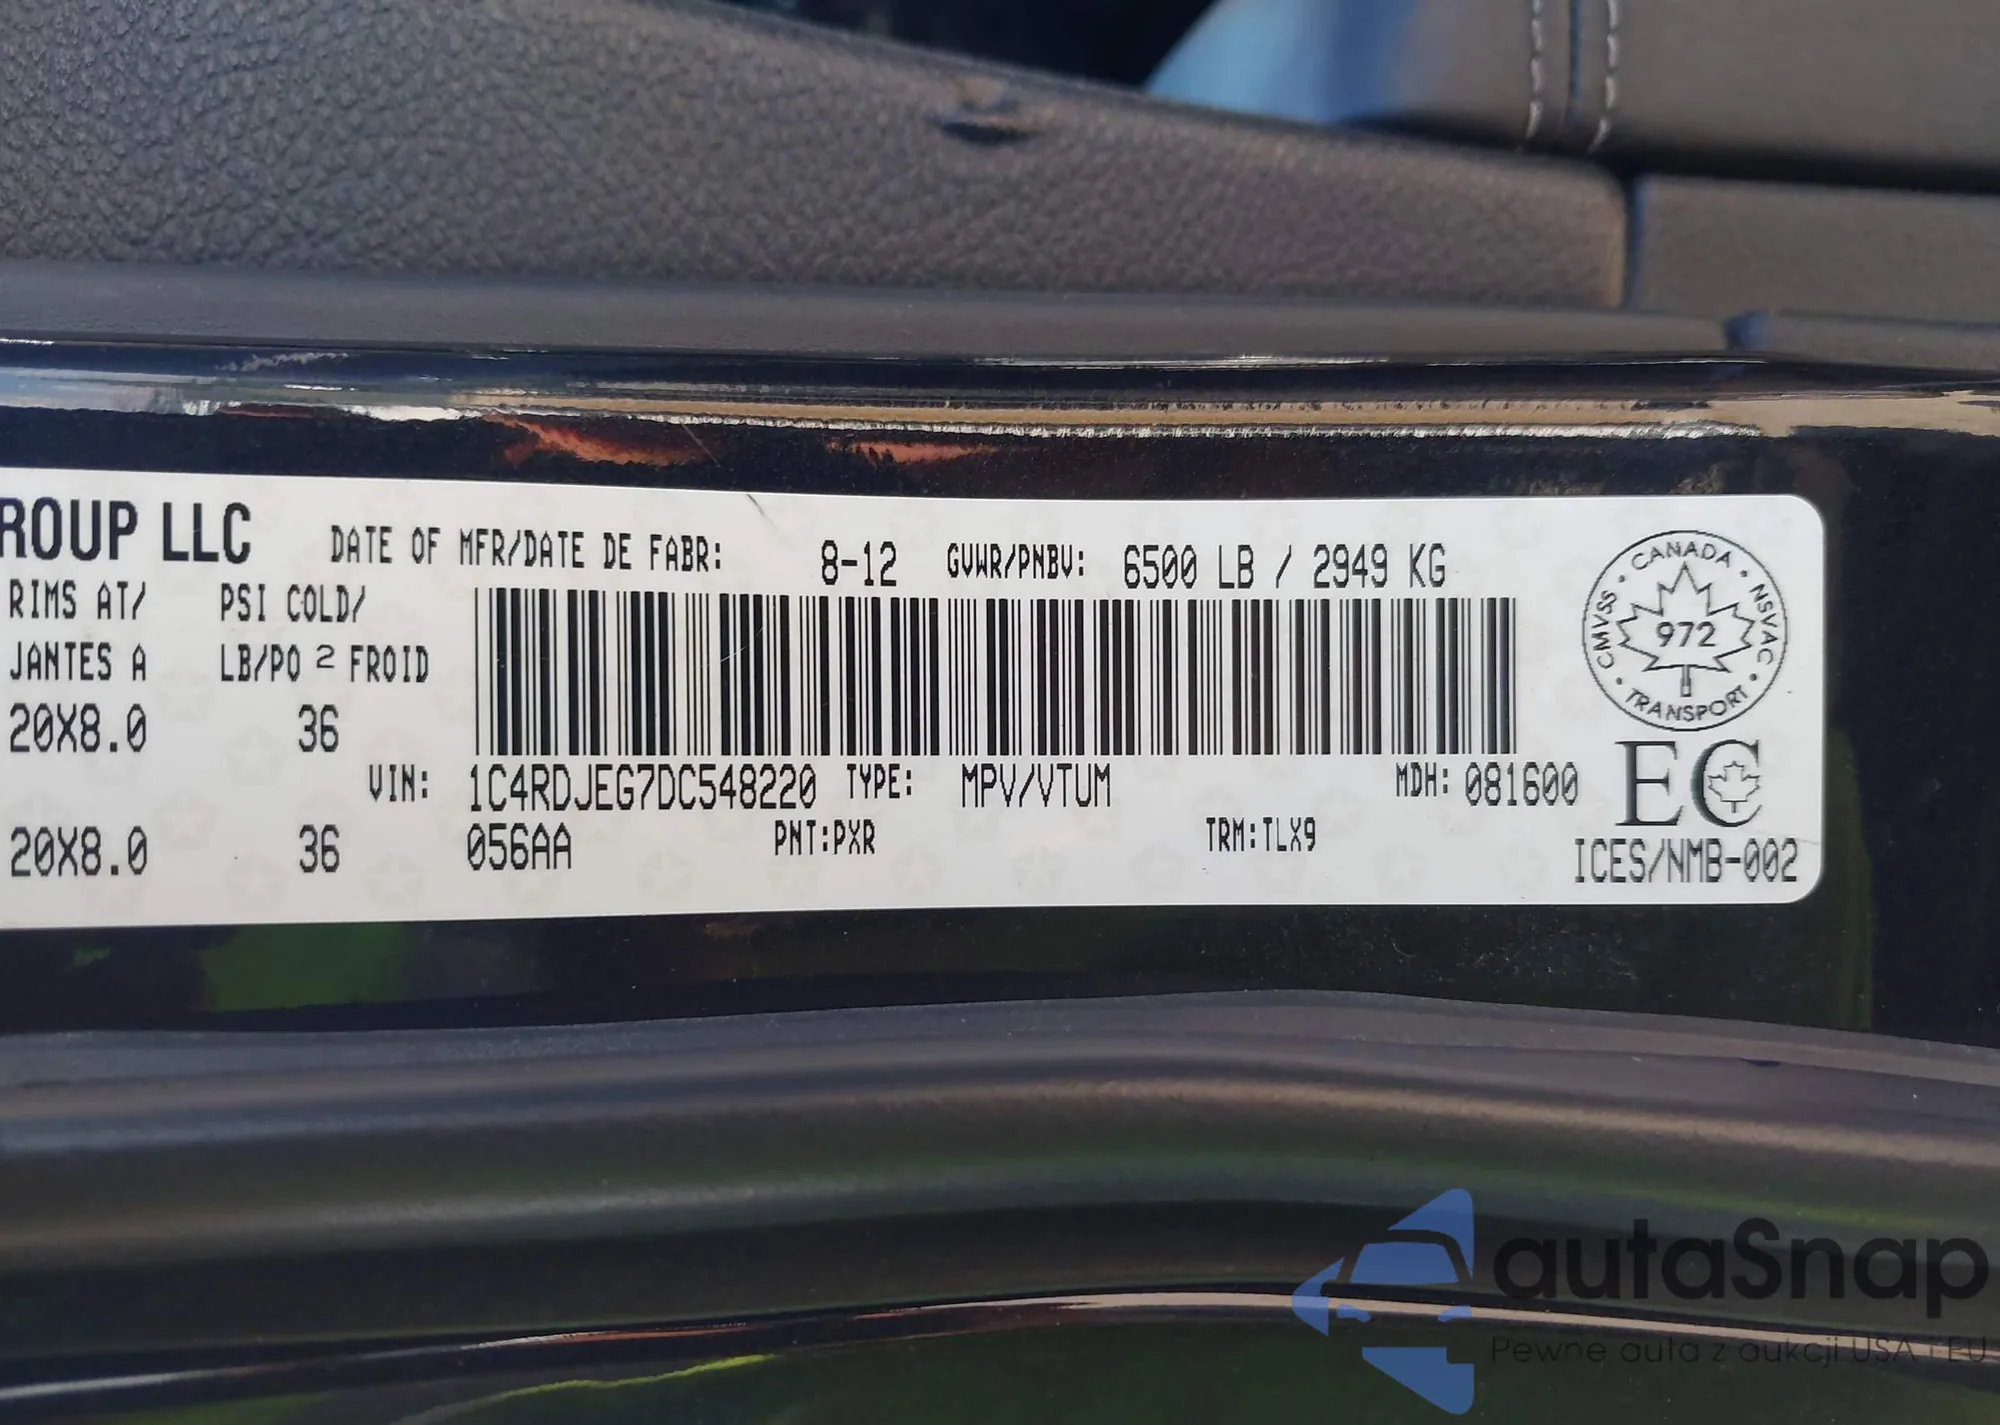 ROUP LLC
DATE OF MFR/DATE DE FABR: 8-12 GVWR/PNBV: 6500 LB / 2949 KG
RIMS AT/ PSI COLD/
JANTES A LB/PO 2 FROID
20X8.0 36
VIN: 1C4RDJEG7DC548220 TYPE: MPV/VTUM MDH: 081600
20X8.0 36 056AA PNT:PXR TRM:TLX9
CANADA • NSVAC • TRANSPORT • CMVSS •
972
EC
ICES/NMB-002
autaSnap
Pewne auta z aukcji USA i EU